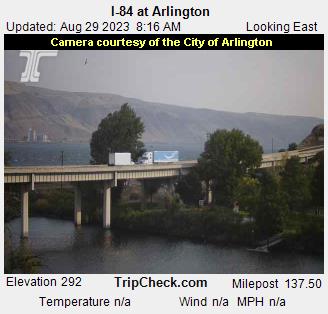 I-84 at Arlington
Updated: Aug 29 2023 8:16 AM Looking East
Camera courtesy of the City of Arlington
Elevation 292 TripCheck.com Milepost 137.50
Temperature n/a Wind n/a MPH n/a